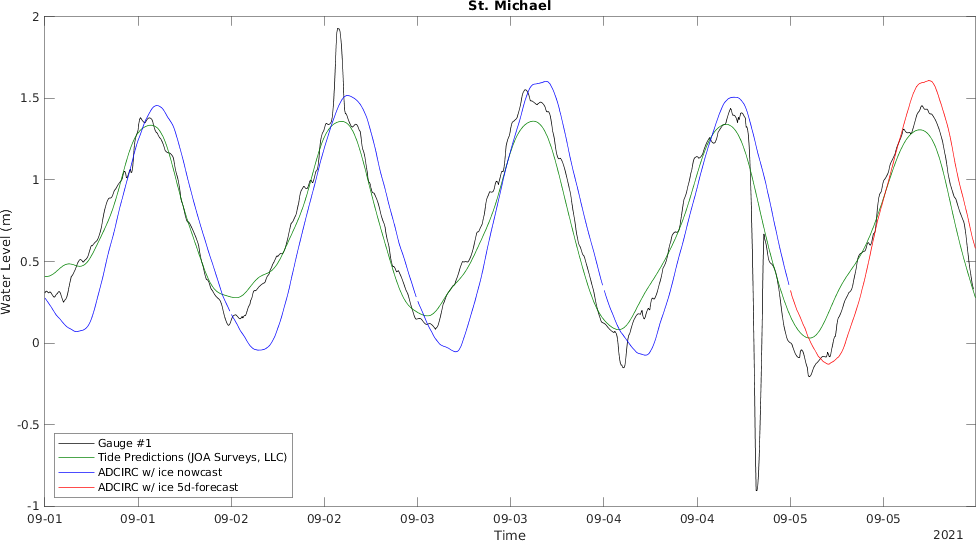 St. Michael
2
1.5
1
0.5
0
-0.5
-1
Water Level (m)
Gauge #1
Tide Predictions (JOA Surveys, LLC)
ADCIRC w/ ice nowcast
ADCIRC w/ ice 5d-forecast
09-01 09-01 09-02 09-02 09-03 09-03 09-04 09-04 09-05 09-05
Time
2021